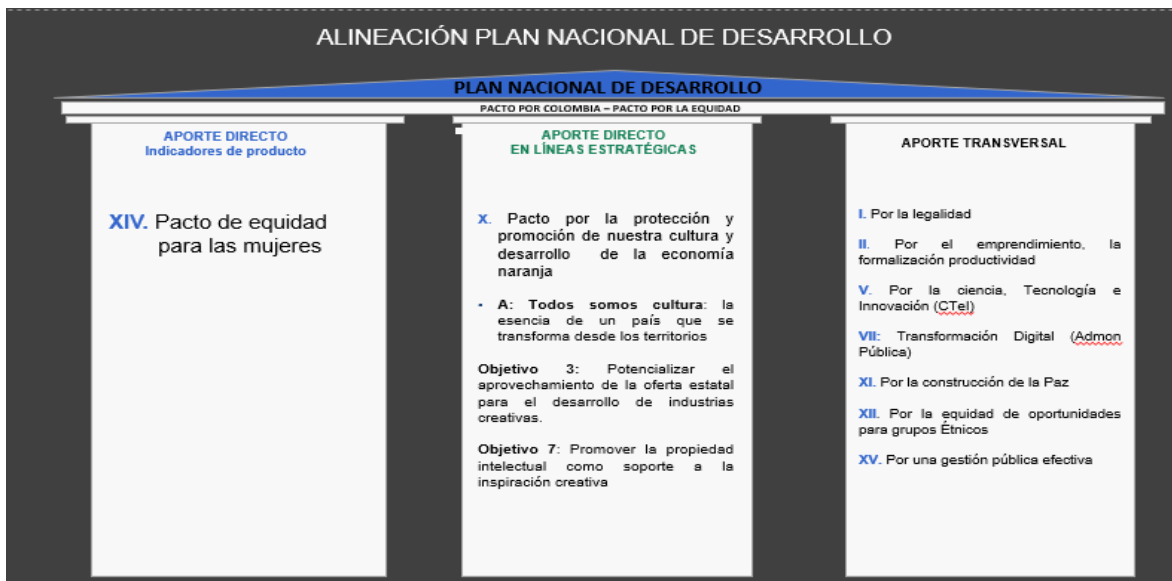 ALINEACIÓN PLAN NACIONAL DE DESARROLLO
PLAN NACIONAL DE DESARROLLO
PACTO POR COLOMBIA – PACTO POR LA EQUIDAD
APORTE DIRECTO
Indicadores de producto
XIV. Pacto de equidad
para las mujeres
APORTE DIRECTO
EN LÍNEAS ESTRATÉGICAS
X. Pacto por la protección y
promoción de nuestra cultura y
desarrollo de la economía
naranja
• A: Todos somos cultura: la
esencia de un país que se
transforma desde los territorios
Objetivo 3: Potencializar el
aprovechamiento de la oferta estatal
para el desarrollo de industrias
creativas.
Objetivo 7: Promover la propiedad
intelectual como soporte a la
inspiración creativa
APORTE TRANSVERSAL
I. Por la legalidad
II. Por el emprendimiento, la
formalización productividad
V. Por la ciencia, Tecnología e
Innovación (CTeI)
VII: Transformación Digital (Admon
Pública)
XI. Por la construcción de la Paz
XII. Por la equidad de oportunidades
para grupos Étnicos
XV. Por una gestión pública efectiva